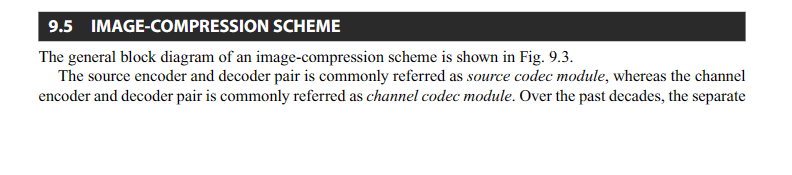 9.5 IMAGE-COMPRESSION SCHEME
The general block diagram of an image-compression scheme is shown in Fig. 9.3.
The source encoder and decoder pair is commonly referred as source codec module, whereas the channel
encoder and decoder pair is commonly referred as channel codec module. Over the past decades, the separate